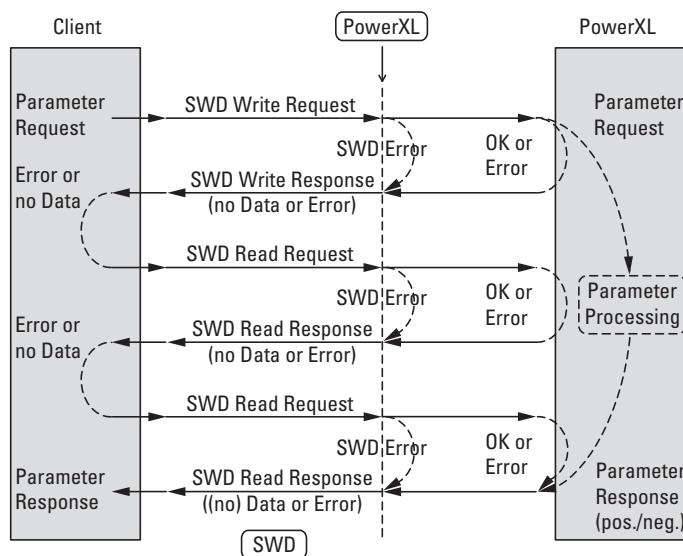 Client
PowerXL
PowerXL
Parameter
Request
SWD Write Request
SWD Error
OK or
Error
Parameter
Request
Error or
no Data
SWD Write Response
(no Data or Error)
SWD Read Request
SWD Error
OK or
Error
Parameter
Processing
Error or
no Data
SWD Read Response
(no Data or Error)
SWD Read Request
SWD Error
OK or
Error
Parameter
Response
SWD Read Response
((no) Data or Error)
Parameter
Response
(pos./neg.)
SWD